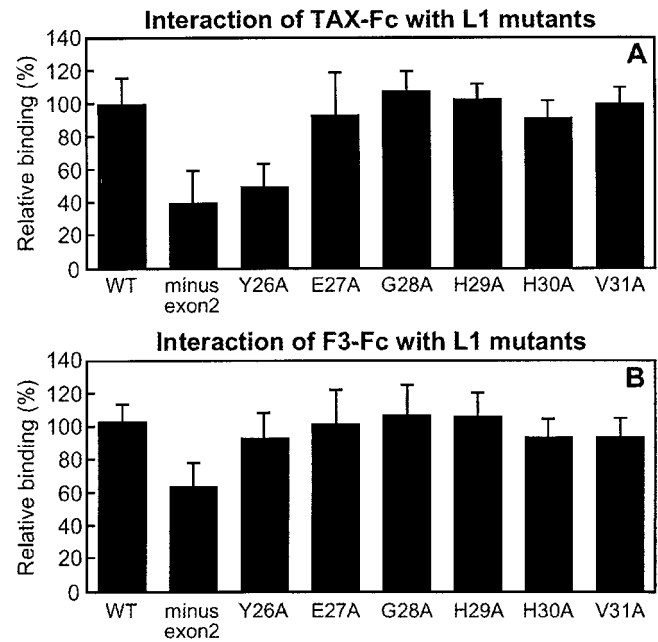 Interaction of TAX-Fc with L1 mutants
A
Relative binding (%)
140
120
100
80
60
40
20
0
WT
minus
exon2
Y26A
E27A
G28A
H29A
H30A
V31A
Interaction of F3-Fc with L1 mutants
B
Relative binding (%)
140
120
100
80
60
40
20
0
WT
minus
exon2
Y26A
E27A
G28A
H29A
H30A
V31A